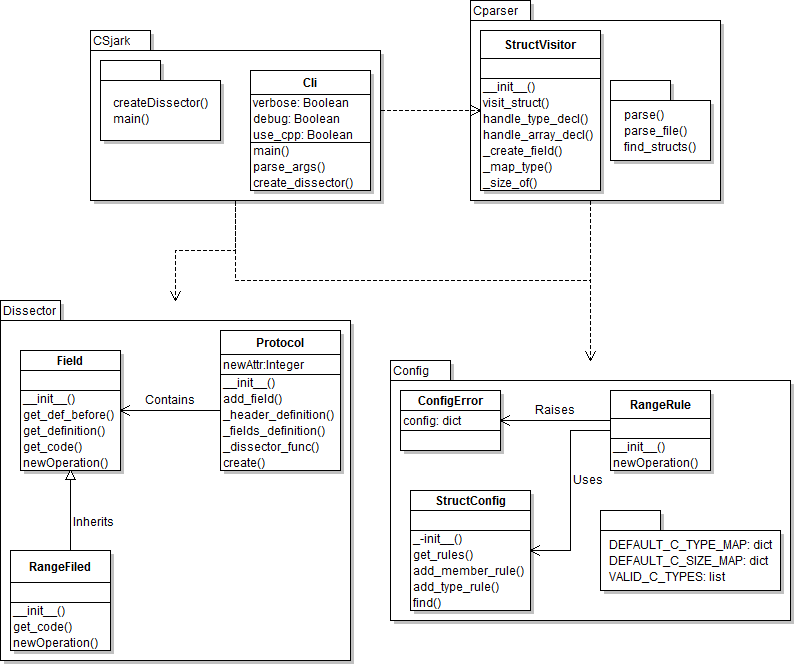 CSjark
createDissector()
main()
Cli
verbose: Boolean
debug: Boolean
use_cpp: Boolean
main()
parse_args()
create_dissector()
Cparser
StructVisitor
__init__()
visit_struct()
handle_type_decl()
handle_array_decl()
_create_field()
_map_type()
_size_of()
parse()
parse_file()
find_structs()
Dissector
Field
__init__()
get_def_before()
get_definition()
get_code()
newOperation()
Contains
Protocol
newAttr:Integer
__init__()
add_field()
_header_definition()
_fields_definition()
_dissector_func()
create()
Inherits
RangeFiled
__init__()
get_code()
newOperation()
Config
ConfigError
config: dict
Raises
RangeRule
__init__()
newOperation()
Uses
StructConfig
_-init__()
get_rules()
add_member_rule()
add_type_rule()
find()
DEFAULT_C_TYPE_MAP: dict
DEFAULT_C_SIZE_MAP: dict
VALID_C_TYPES: list